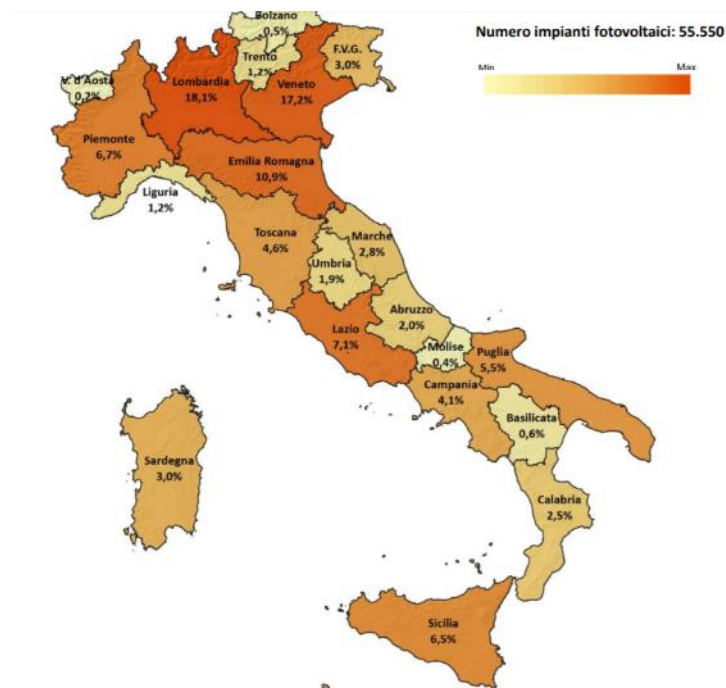 Numero impianti fotovoltaici: 55.550
Min
Max
Bolzano
0,5%
Trento
1,2%
F.V.G.
3,0%
V. d'Aosta
0,2%
Lombardia
18,1%
Veneto
17,2%
Piemonte
6,7%
Emilia Romagna
10,9%
Liguria
1,2%
Toscana
4,6%
Marche
2,8%
Umbria
1,9%
Abruzzo
2,0%
Lazio
7,1%
Molise
0,4%
Puglia
5,5%
Campania
4,1%
Basilicata
0,6%
Sardegna
3,0%
Calabria
2,5%
Sicilia
6,5%